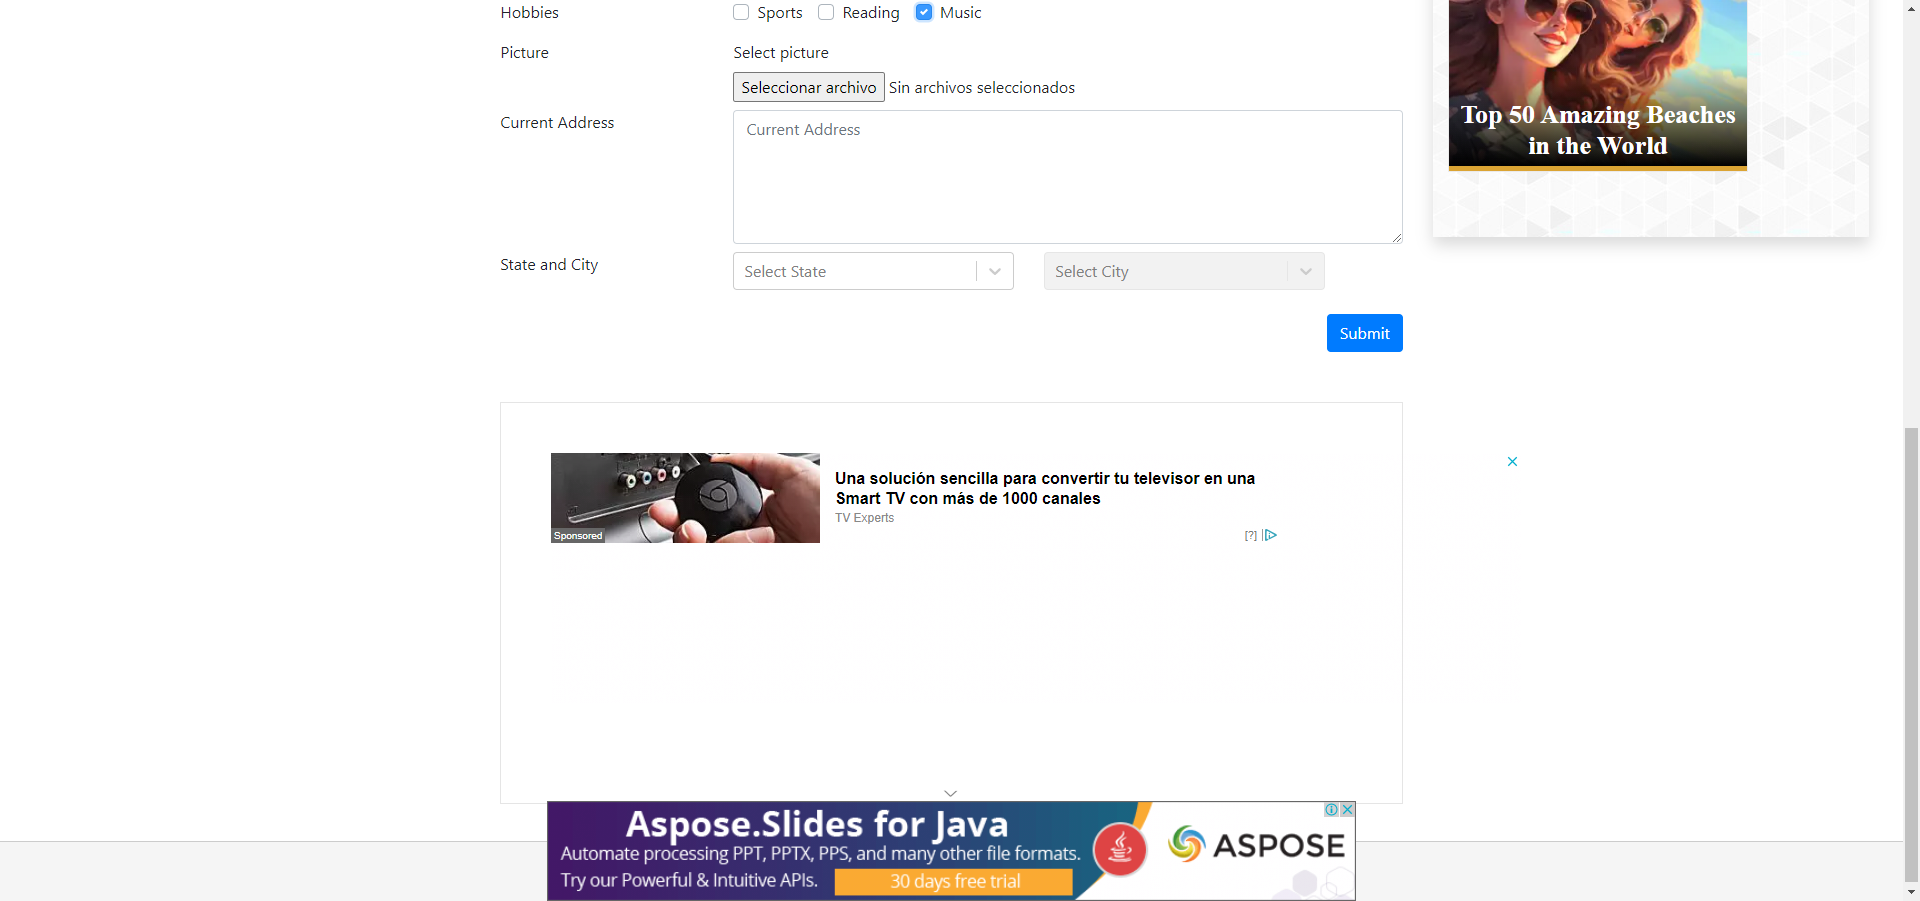 Hobbies
Sports Reading Music
Picture
Select picture
Seleccionar archivo Sin archivos seleccionados
Current Address
Current Address
State and City
Select State
Select City
Submit
Top 50 Amazing Beaches
in the World
Una solución sencilla para convertir tu televisor en una
Smart TV con más de 1000 canales
TV Experts
Sponsored
[?]
Aspose.Slides for Java
Automate processing PPT, PPTX, PPS, and many other file formats.
Try our Powerful & Intuitive APIs.
30 days free trial
ASPOSE